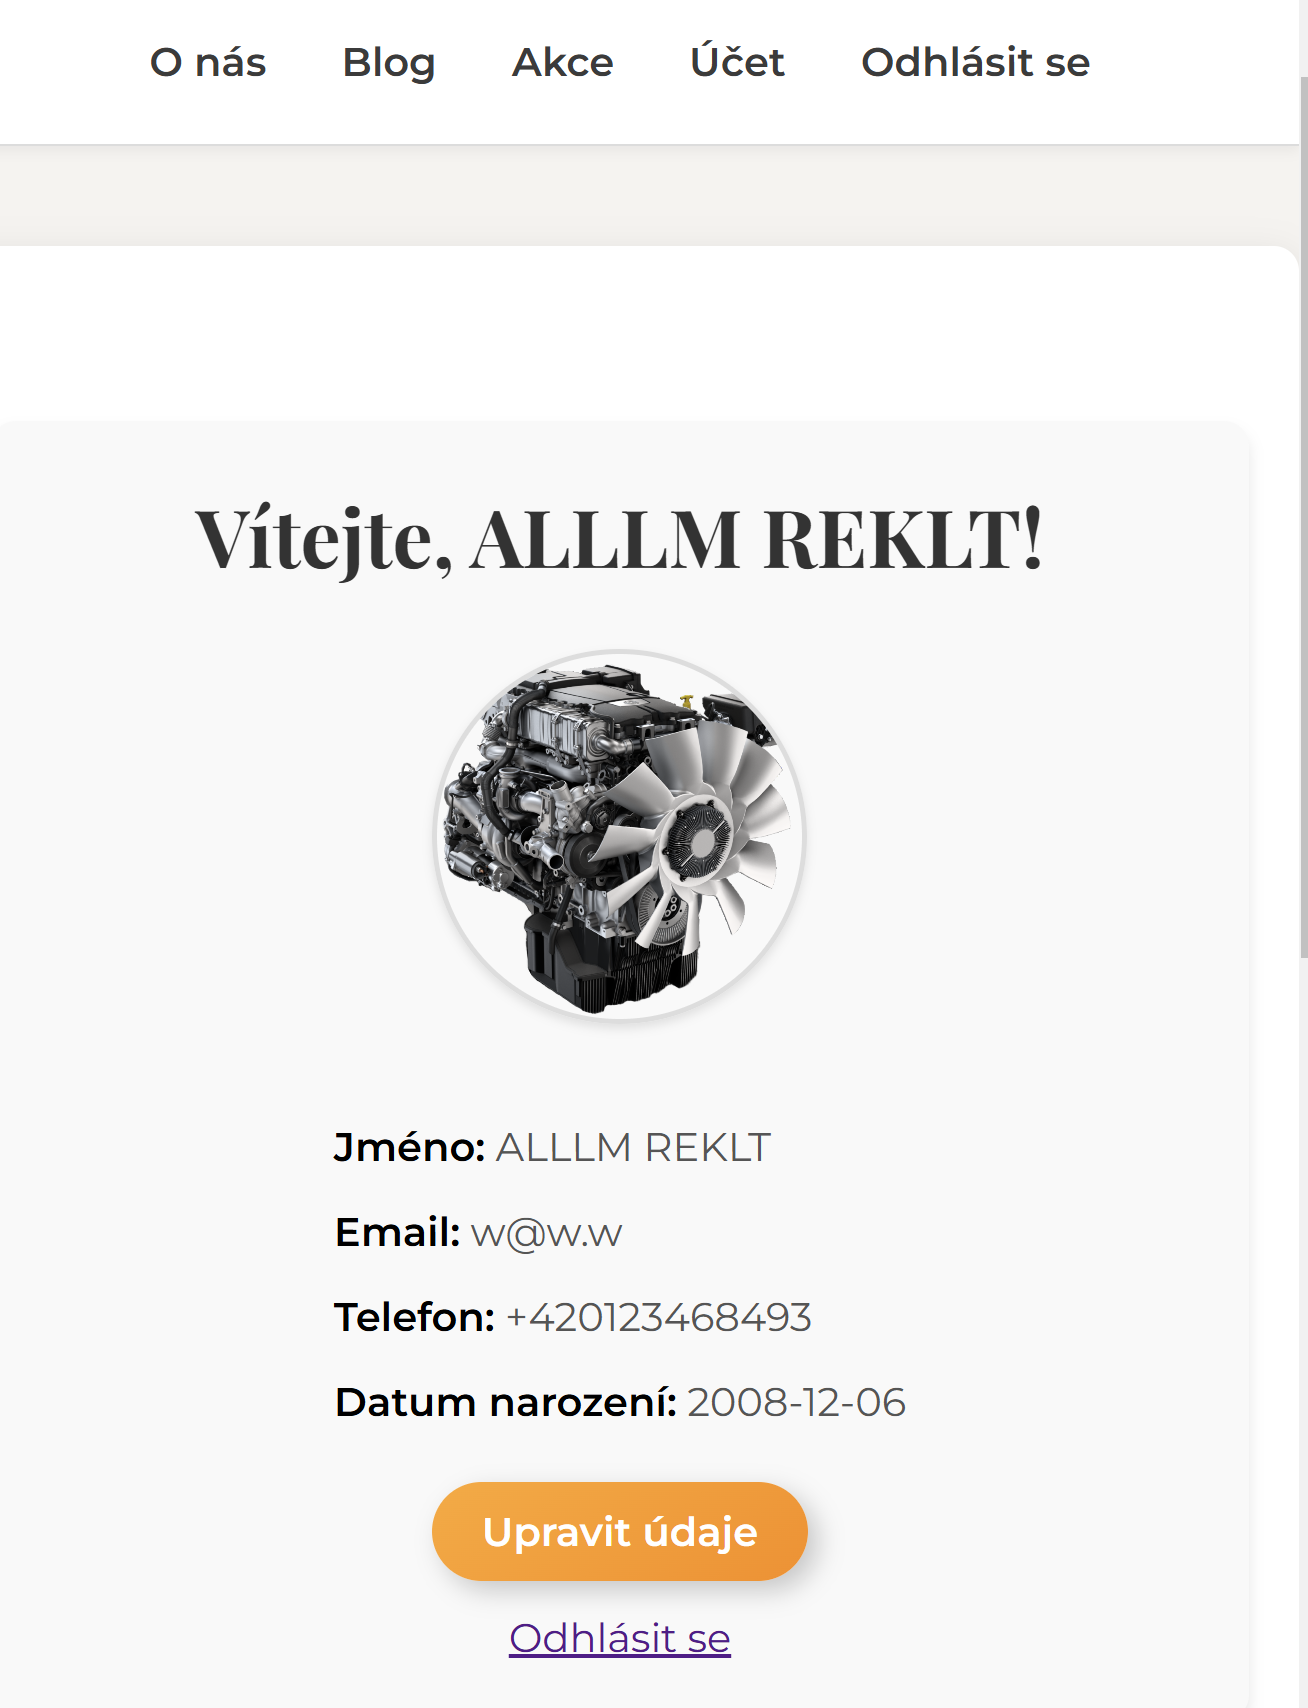 O nás Blog Akce Účet Odhlásit se
Vítejte, ALLLM REKLT!
Jméno: ALLLM REKLT
Email: w@w.w
Telefon: +420123468493
Datum narození: 2008-12-06
Upravit údaje
Odhlásit se